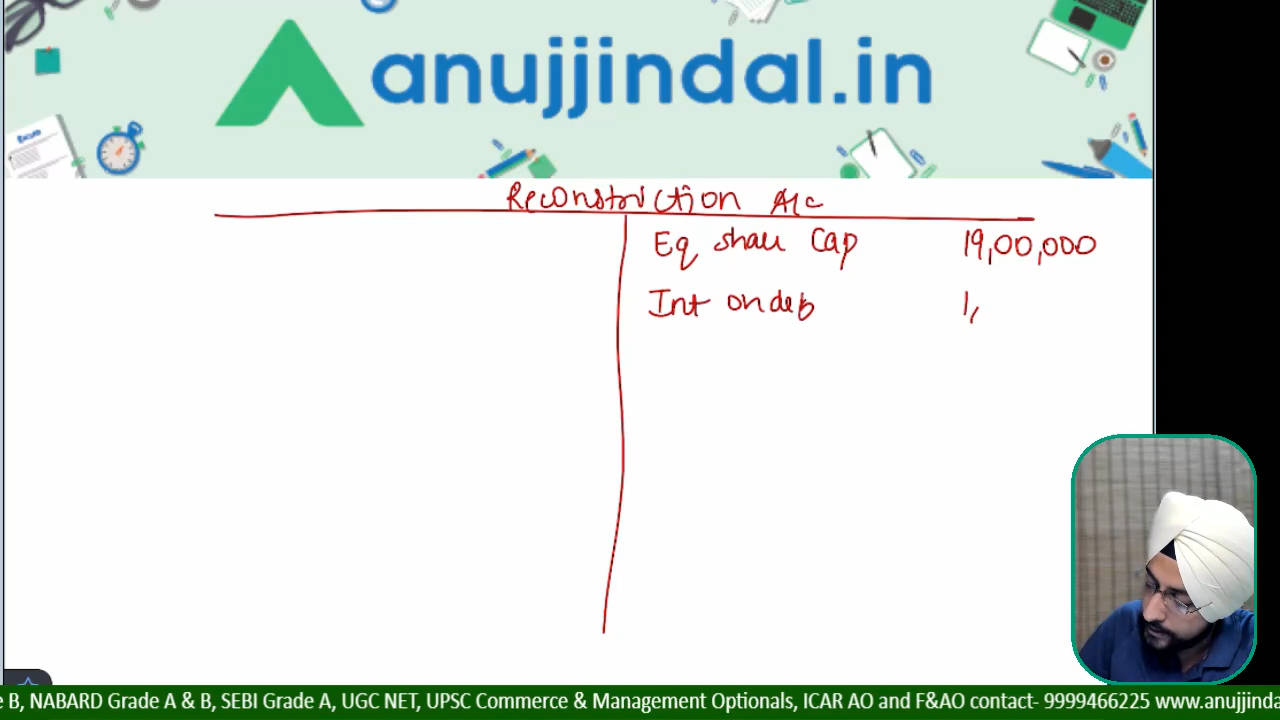 anujjindal.in
Reconstruction A/c
Eq share Cap 19,00,000
Int on deb 1,
e B, NABARD Grade A & B, SEBI Grade A, UGC NET, UPSC Commerce & Management Optionals, ICAR AO and F&AO contact- 9999466225 www.anujjinda